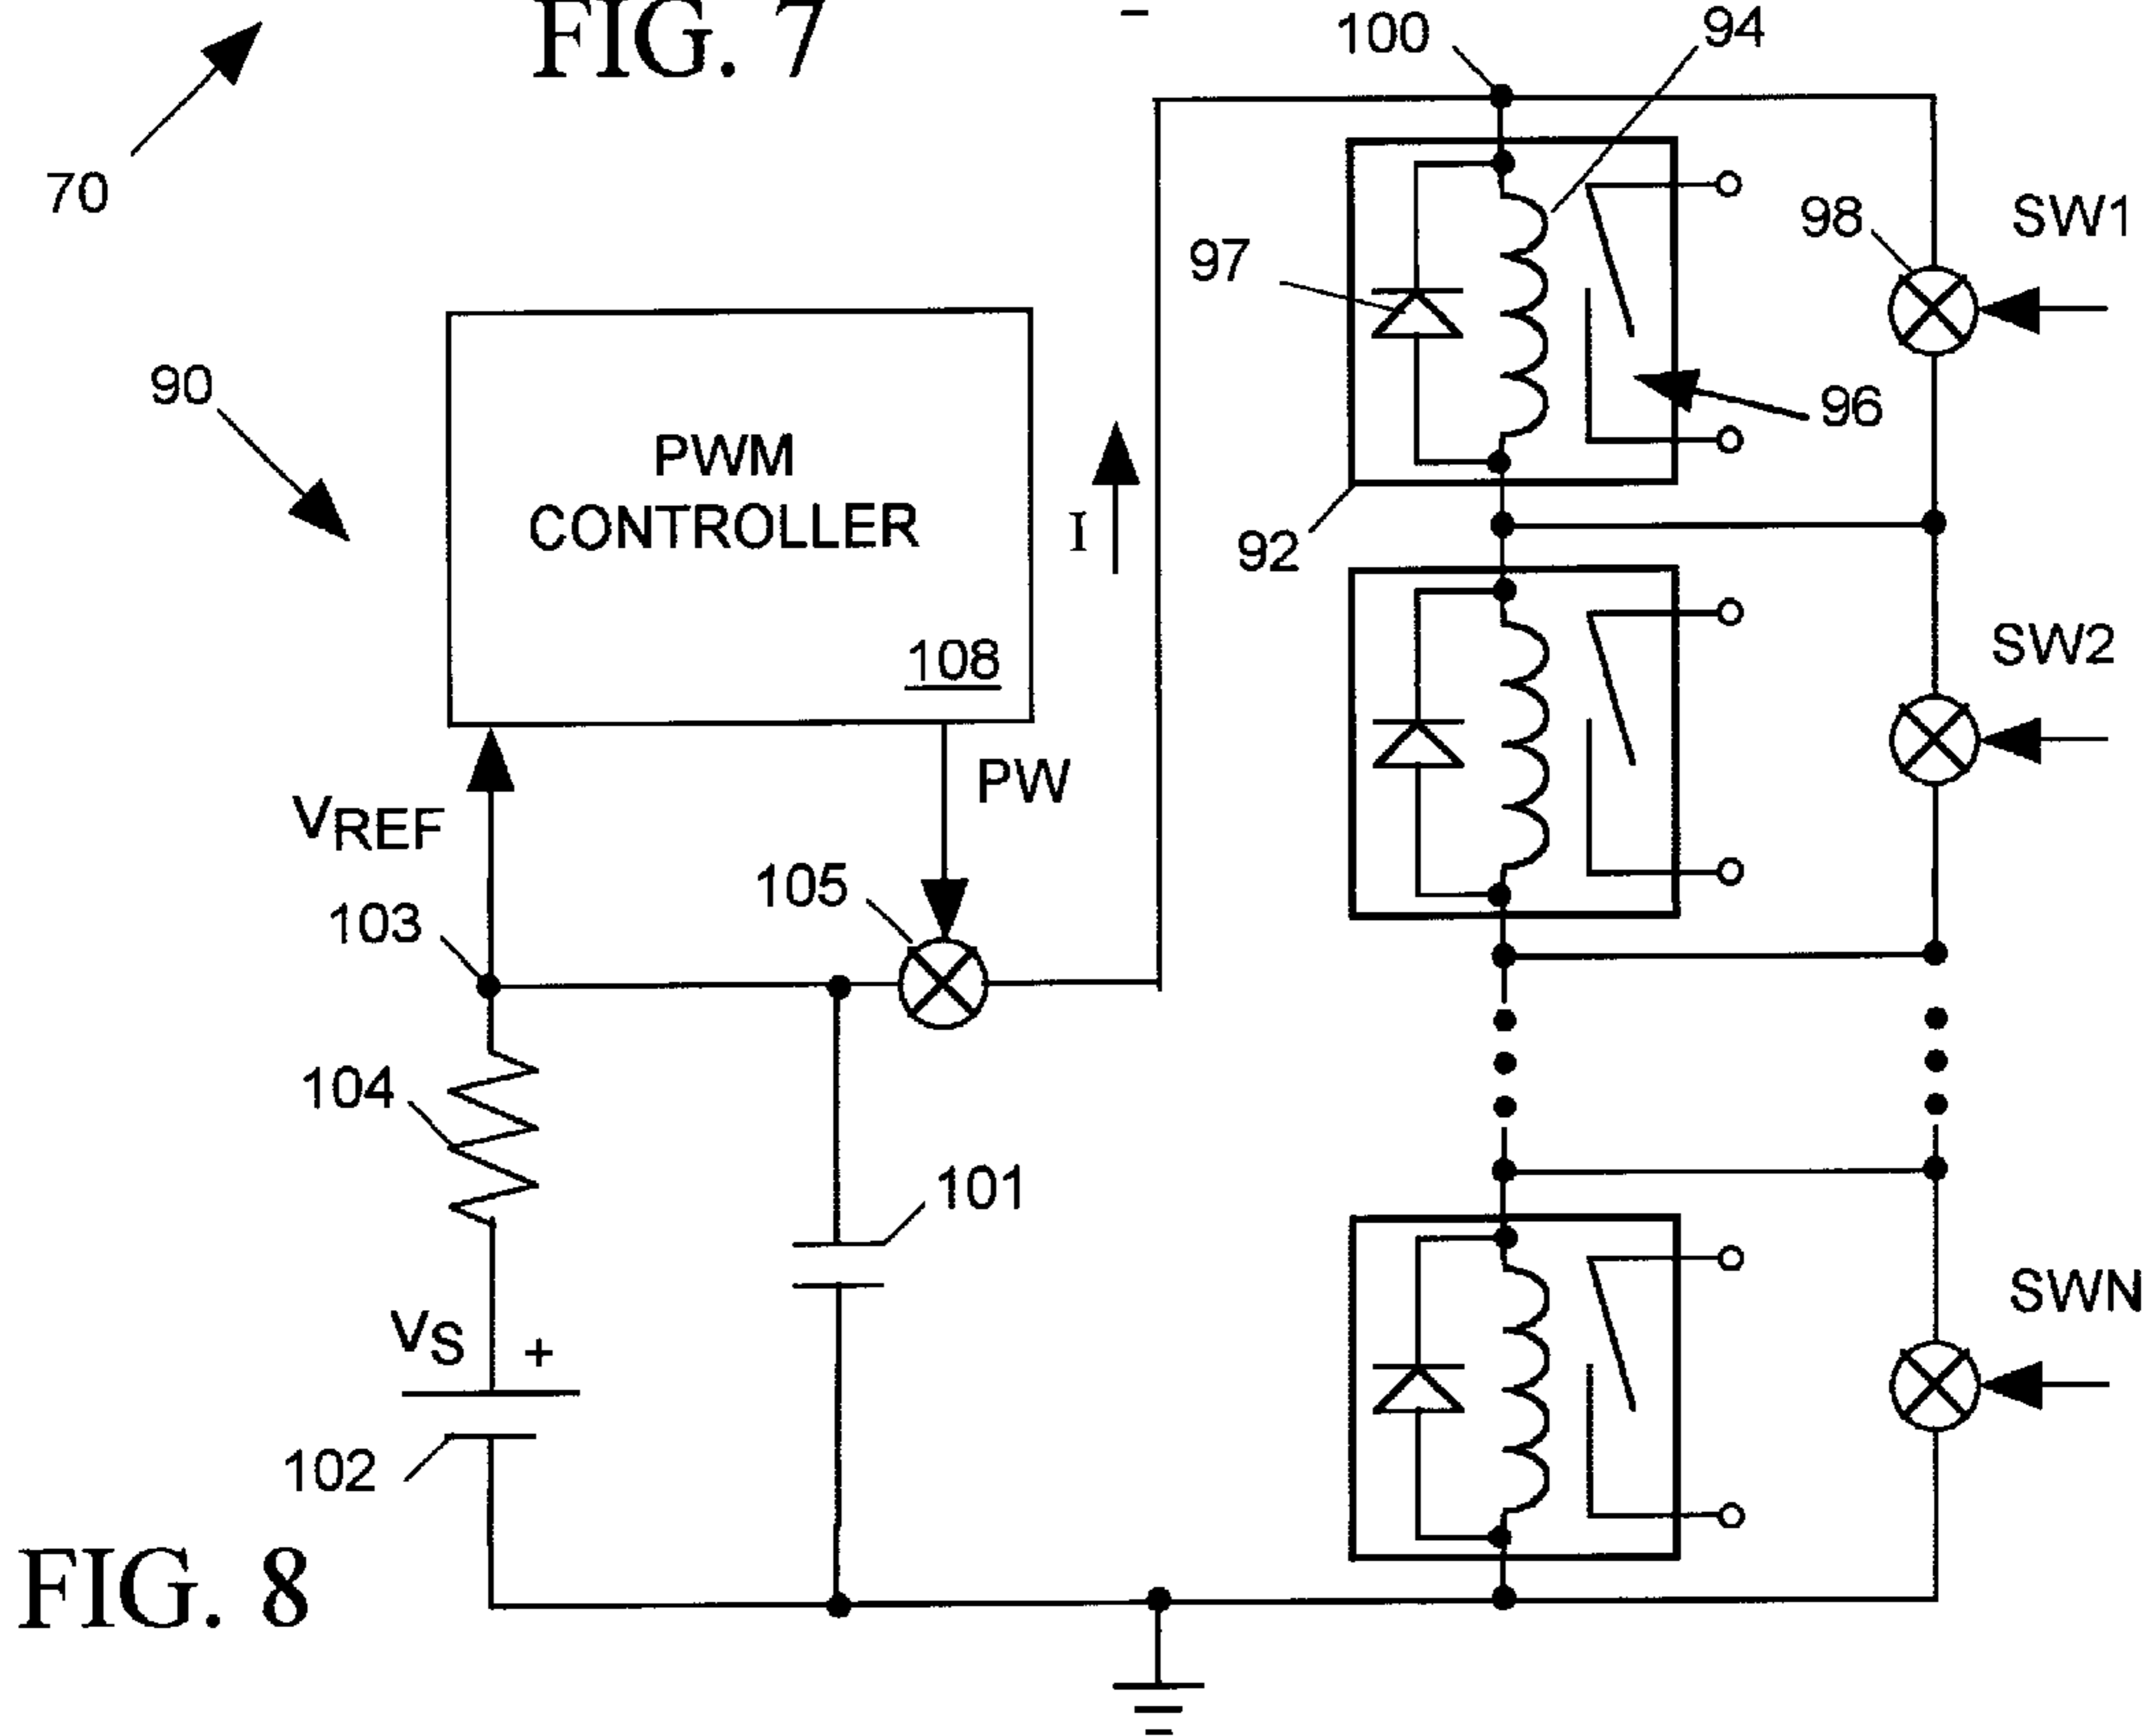 FIG. 7
70
90
PWM
CONTROLLER
108
VREF
PW
I
103
105
104
101
VS +
102
100
94
97
98
SW1
96
92
SW2
SWN
FIG. 8